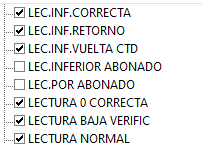 LEC.INF.CORRECTA
LEC.INF.RETORNO
LEC.INF.VUELTA CTD
LEC.INFERIOR ABONADO
LEC.POR ABONADO
LECTURA 0 CORRECTA
LECTURA BAJA VERIFIC
LECTURA NORMAL